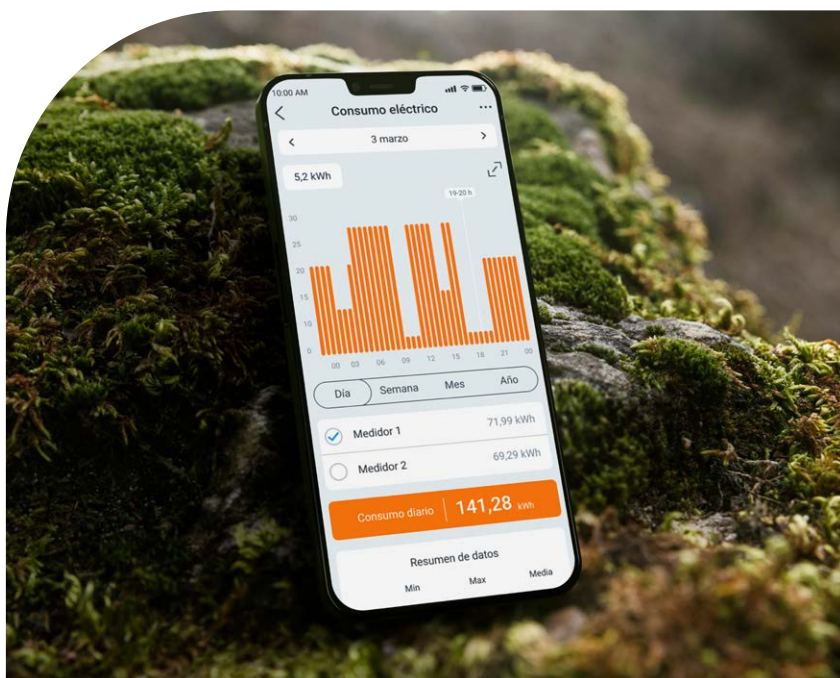 10:00 AM
Consumo eléctrico
3 marzo
5,2 kWh
19-20 h
30
25
20
15
10
0
00 03 06 09 12 15 18 21 00
Día Semana Mes Año
Medidor 1 71,99 kWh
Medidor 2 69,29 kWh
Consumo diario 141,28 kWh
Resumen de datos
Min Max Media